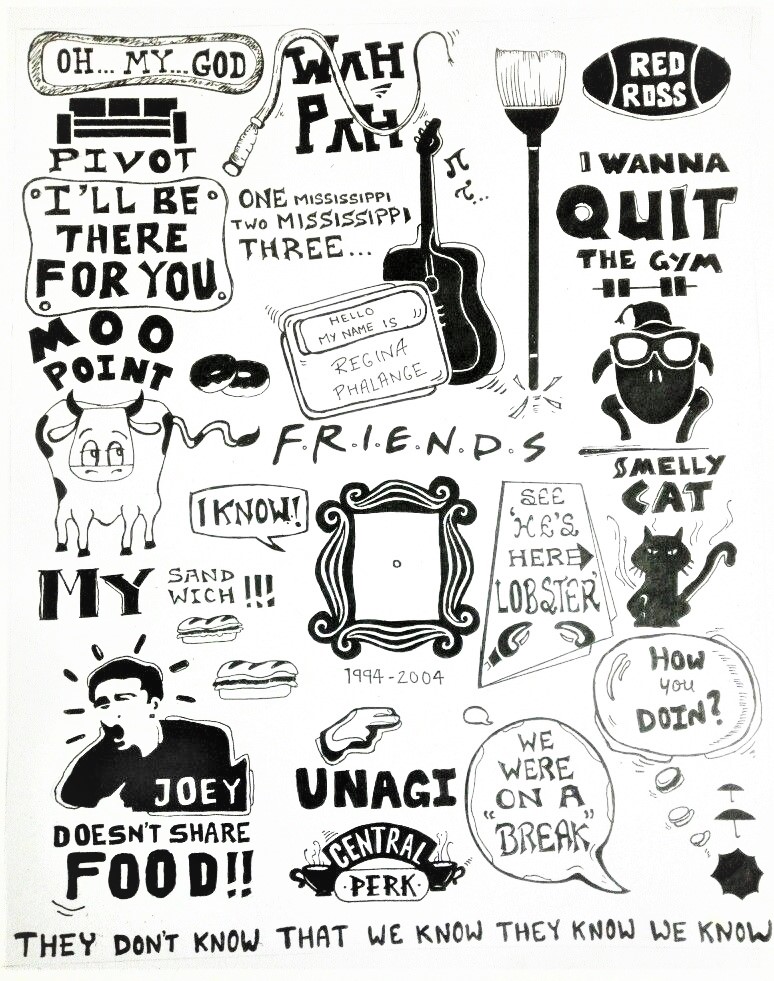 OH... MY... GOD
WAH
PAH
RED
ROSS
PIVOT
I WANNA
QUIT
THE GYM
I'LL BE
THERE
FOR YOU
ONE MISSISSIPPI
TWO MISSISSIPPI
THREE...
HELLO
MY NAME IS
REGINA
PHALANGE
MOO
POINT
F.R.I.E.N.D.S
SMELLY
CAT
I KNOW!
SEE
'HE'S
HERE
LOBSTER'
MY SAND
WICH !!!
1994-2004
HOW
you
DOIN?
JOEY
DOESN'T SHARE
FOOD!!
UNAGI
CENTRAL
PERK
WE
WERE
ON A
"BREAK"
THEY DON'T KNOW THAT WE KNOW THEY KNOW WE KNOW